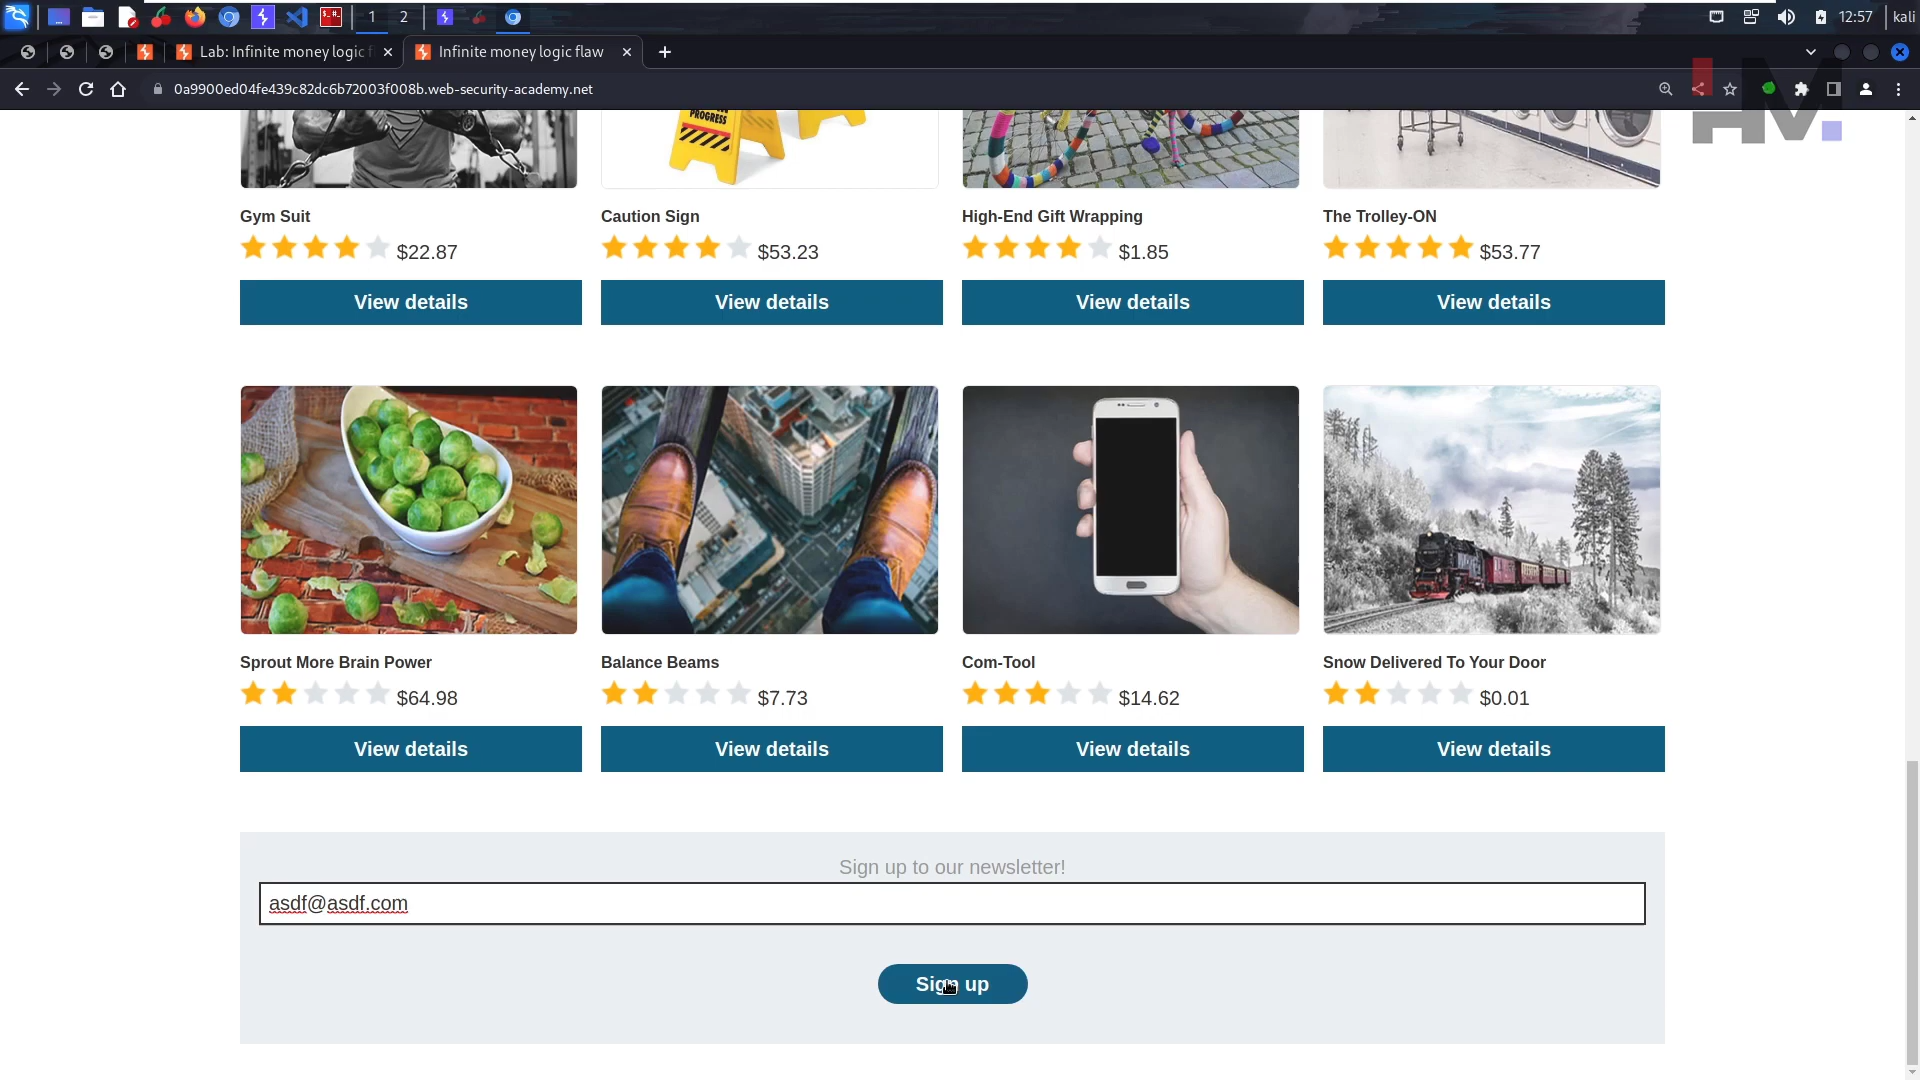 1
2
12:57
kali
Lab: Infinite money logic f
Infinite money logic flaw
0a9900ed04fe439c82dc6b72003f008b.web-security-academy.net
HM
PROGRESS
Gym Suit
Caution Sign
High-End Gift Wrapping
The Trolley-ON
$22.87
$53.23
$1.85
$53.77
View details
View details
View details
View details
Sprout More Brain Power
Balance Beams
Com-Tool
Snow Delivered To Your Door
$64.98
$7.73
$14.62
$0.01
View details
View details
View details
View details
Sign up to our newsletter!
asdf@asdf.com
Sign up